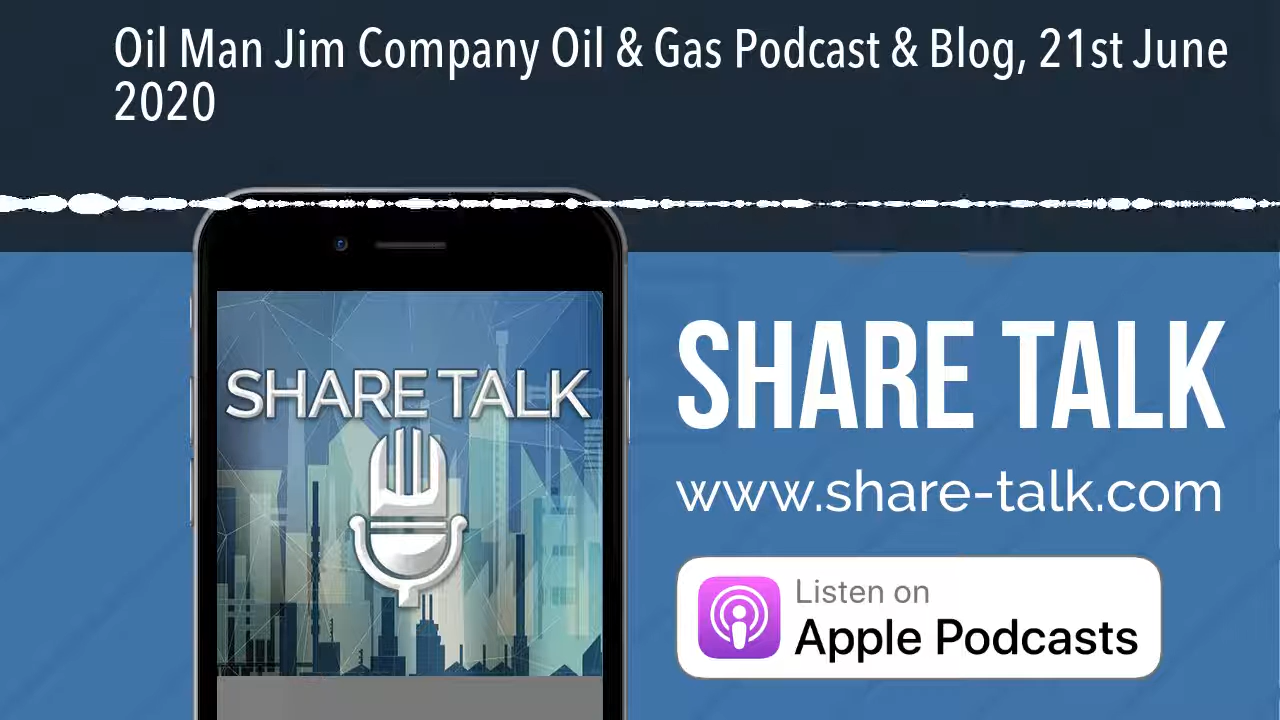 Oil Man Jim Company Oil & Gas Podcast & Blog, 21st June
2020
SHARE TALK
SHARE TALK
www.share-talk.com
Listen on
Apple Podcasts